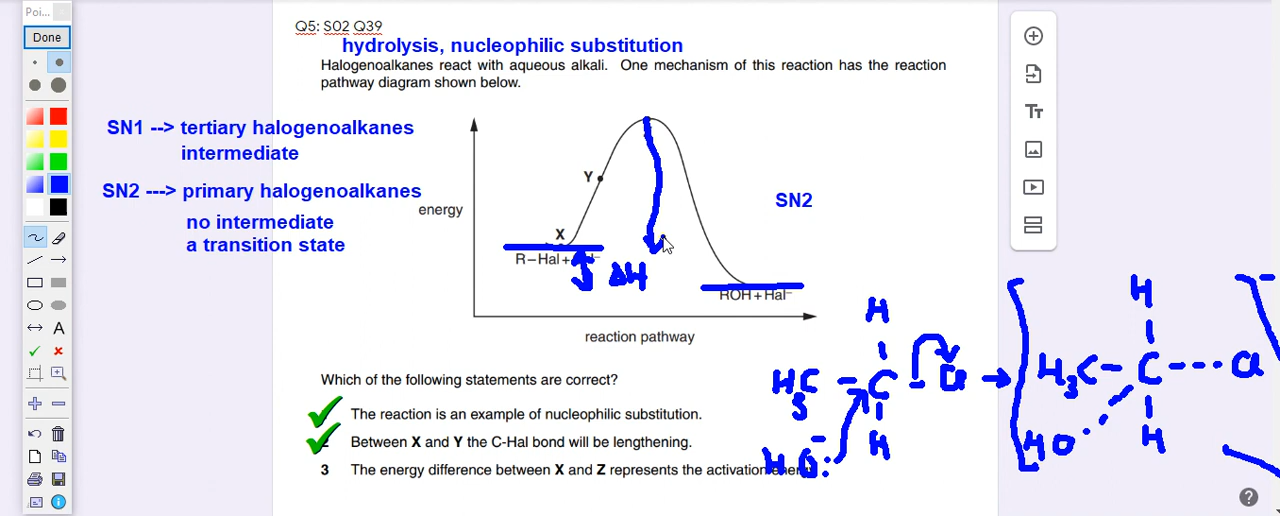 Poi...
Done
Q5: S02 Q39
hydrolysis, nucleophilic substitution
Halogenoalkanes react with aqueous alkali. One mechanism of this reaction has the reaction
pathway diagram shown below.
SN1 --> tertiary halogenoalkanes
intermediate
SN2 ---> primary halogenoalkanes
no intermediate
a transition state
energy
Y
X
R–Hal +
ΔH
SN2
ROH + Hal⁻
reaction pathway
H
H₃C – C – Cl
H
HO:⁻
H
H₃C – C ---- Cl
HO
H
Which of the following statements are correct?
The reaction is an example of nucleophilic substitution.
Between X and Y the C-Hal bond will be lengthening.
3 The energy difference between X and Z represents the activation
A
Tт
?